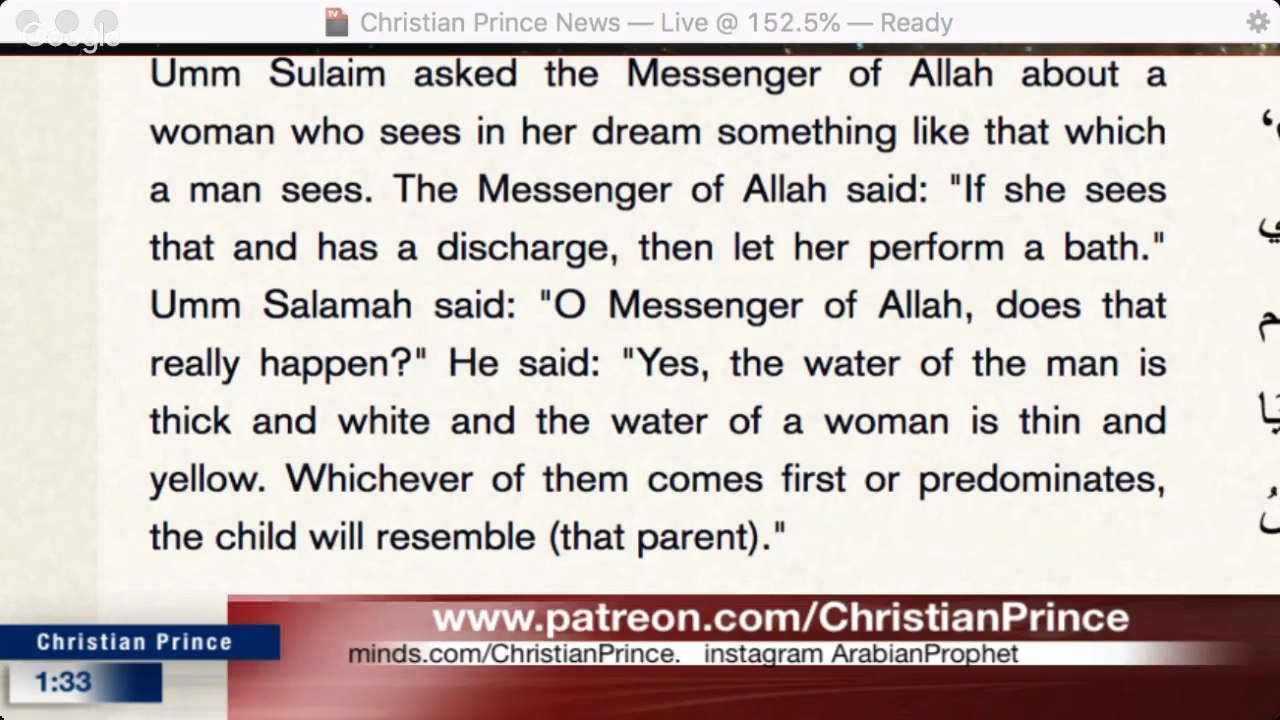 Christian Prince News — Live @ 152.5% — Ready
Google
Umm Sulaim asked the Messenger of Allah about a
woman who sees in her dream something like that which
a man sees. The Messenger of Allah said: "If she sees
that and has a discharge, then let her perform a bath."
Umm Salamah said: "O Messenger of Allah, does that
really happen?" He said: "Yes, the water of the man is
thick and white and the water of a woman is thin and
yellow. Whichever of them comes first or predominates,
the child will resemble (that parent)."
www.patreon.com/ChristianPrince
Christian Prince
minds.com/ChristianPrince. instagram ArabianProphet
1:33